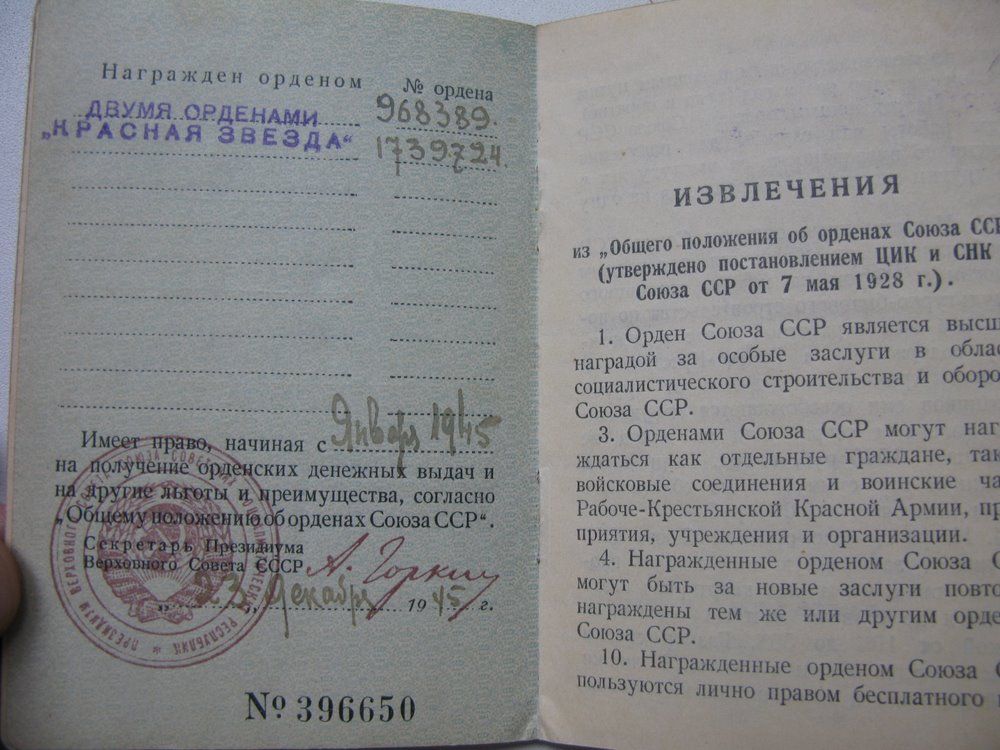 Награжден орденом № ордена
ДВУМЯ ОРДЕНАМИ 968389.
„КРАСНАЯ ЗВЕЗДА“ 1739724.
Имеет право, начиная с Января 1945
на получение орденских денежных выдач и
на другие льготы и преимущества, согласно
„Общему положению об орденах Союза ССР“.
Секретарь Президиума
Верховного Совета СССР А. Горкин
„23„ Декабря 1945 г.
№ 396650
ИЗВЛЕЧЕНИЯ
из „Общего положения об орденах Союза ССР
(утверждено постановлением ЦИК и СНК
Союза ССР от 7 мая 1928 г.).
1. Орден Союза ССР является высш
наградой за особые заслуги в облас
социалистического строительства и оборо
Союза ССР.
3. Орденами Союза ССР могут наг
ждаться как отдельные граждане, так
войсковые соединения и воинские ча
Рабоче-Крестьянской Красной Армии, пр
приятия, учреждения и организации.
4. Награжденные орденом Союза С
могут быть за новые заслуги повто
награждены тем же или другим орде
Союза ССР.
10. Награжденные орденом Союза С
пользуются лично правом бесплатного